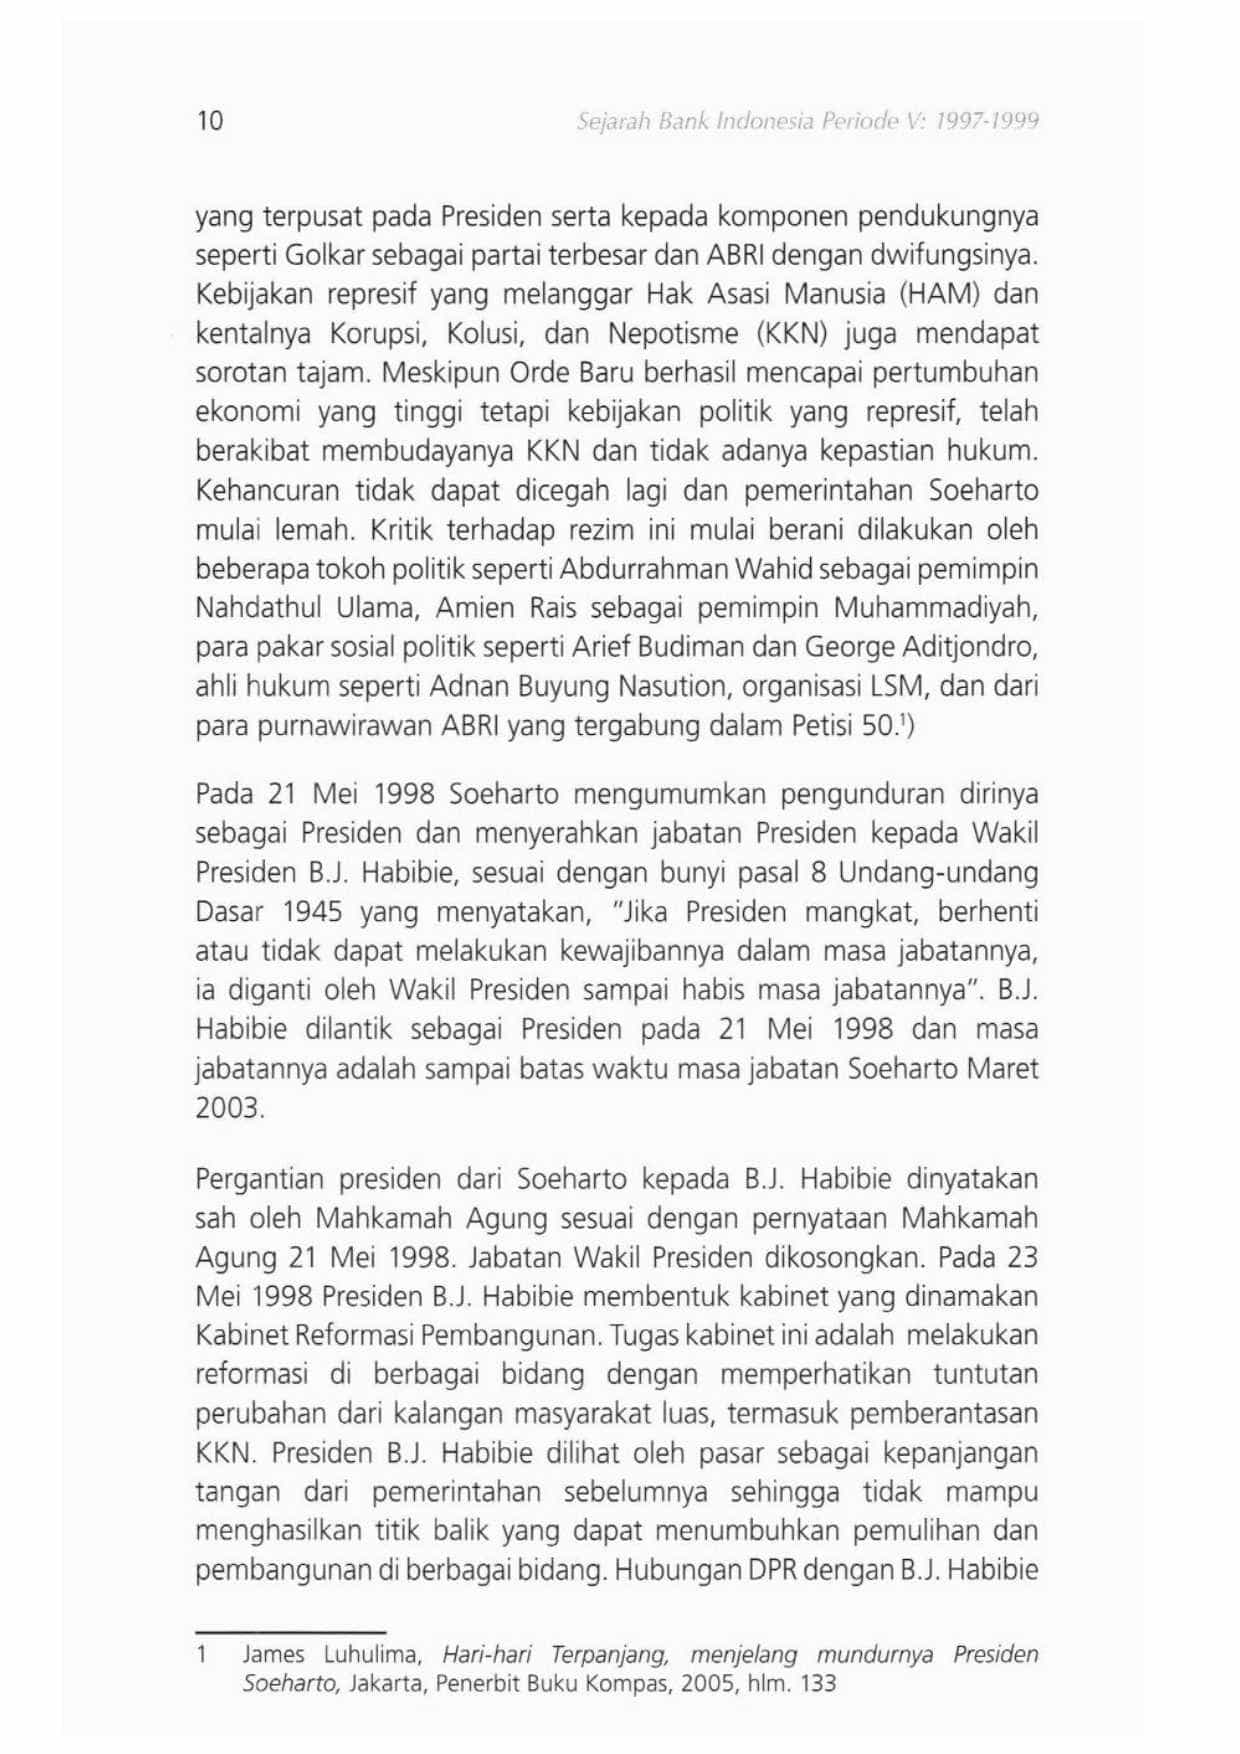 10
Sejarah Bank Indonesia Periode V: 1997-1999
yang terpusat pada Presiden serta kepada komponen pendukungnya
seperti Golkar sebagai partai terbesar dan ABRI dengan dwifungsinya.
Kebijakan represif yang melanggar Hak Asasi Manusia (HAM) dan
kentalnya Korupsi, Kolusi, dan Nepotisme (KKN) juga mendapat
sorotan tajam. Meskipun Orde Baru berhasil mencapai pertumbuhan
ekonomi yang tinggi tetapi kebijakan politik yang represif, telah
berakibat membudayanya KKN dan tidak adanya kepastian hukum.
Kehancuran tidak dapat dicegah lagi dan pemerintahan Soeharto
mulai lemah. Kritik terhadap rezim ini mulai berani dilakukan oleh
beberapa tokoh politik seperti Abdurrahman Wahid sebagai pemimpin
Nahdathul Ulama, Amien Rais sebagai pemimpin Muhammadiyah,
para pakar sosial politik seperti Arief Budiman dan George Aditjondro,
ahli hukum seperti Adnan Buyung Nasution, organisasi LSM, dan dari
para purnawirawan ABRI yang tergabung dalam Petisi 50.¹)
Pada 21 Mei 1998 Soeharto mengumumkan pengunduran dirinya
sebagai Presiden dan menyerahkan jabatan Presiden kepada Wakil
Presiden B.J. Habibie, sesuai dengan bunyi pasal 8 Undang-undang
Dasar 1945 yang menyatakan, "Jika Presiden mangkat, berhenti
atau tidak dapat melakukan kewajibannya dalam masa jabatannya,
ia diganti oleh Wakil Presiden sampai habis masa jabatannya". B.J.
Habibie dilantik sebagai Presiden pada 21 Mei 1998 dan masa
jabatannya adalah sampai batas waktu masa jabatan Soeharto Maret
2003.
Pergantian presiden dari Soeharto kepada B.J. Habibie dinyatakan
sah oleh Mahkamah Agung sesuai dengan pernyataan Mahkamah
Agung 21 Mei 1998. Jabatan Wakil Presiden dikosongkan. Pada 23
Mei 1998 Presiden B.J. Habibie membentuk kabinet yang dinamakan
Kabinet Reformasi Pembangunan. Tugas kabinet ini adalah melakukan
reformasi di berbagai bidang dengan memperhatikan tuntutan
perubahan dari kalangan masyarakat luas, termasuk pemberantasan
KKN. Presiden B.J. Habibie dilihat oleh pasar sebagai kepanjangan
tangan dari pemerintahan sebelumnya sehingga tidak mampu
menghasilkan titik balik yang dapat menumbuhkan pemulihan dan
pembangunan di berbagai bidang. Hubungan DPR dengan B.J. Habibie
1 James Luhulima, Hari-hari Terpanjang, menjelang mundurnya Presiden
Soeharto, Jakarta, Penerbit Buku Kompas, 2005, hlm. 133